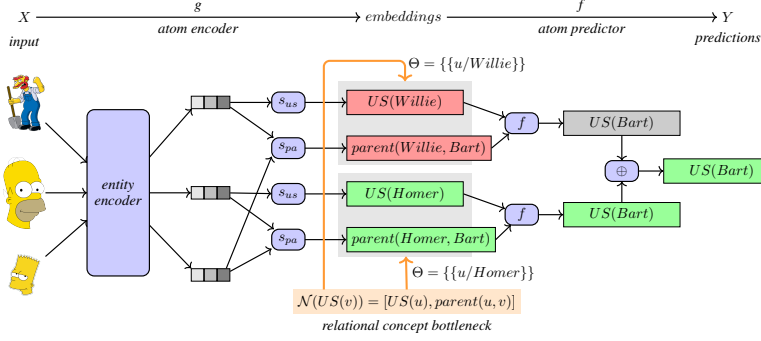 X g embeddings f Y
input atom encoder atom predictor predictions
Θ = {{u/Willie}}
s_us US(Willie)
f US(Bart)
s_pa parent(Willie, Bart)
entity encoder ⊕ US(Bart)
s_us US(Homer)
f US(Bart)
s_pa parent(Homer, Bart)
Θ = {{u/Homer}}
𝒩(US(v)) = [US(u), parent(u, v)]
relational concept bottleneck